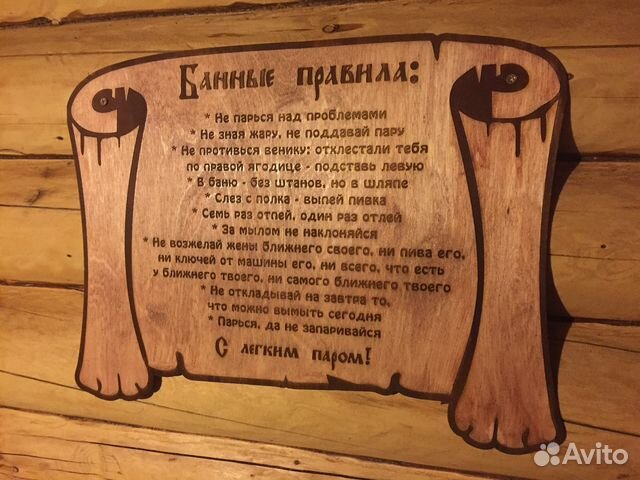 Банные правила:
* Не парься над проблемами
* Не зная жару, не поддавай пару
* Не противься венику: отхлестали тебя
по правой ягодице - подставь левую
* В баню - без штанов, но в шляпе
* Слез с полка - выпей пивка
* Семь раз отпей, один раз отлей
* За мылом не наклоняйся
* Не возжелай жены ближнего своего, ни пива его,
ни ключей от машины его, ни всего, что есть
у ближнего твоего, ни самого ближнего твоего
* Не откладывай на завтра то,
что можно вымыть сегодня
* Парься, да не запаривайся
С легким паром!
Avito